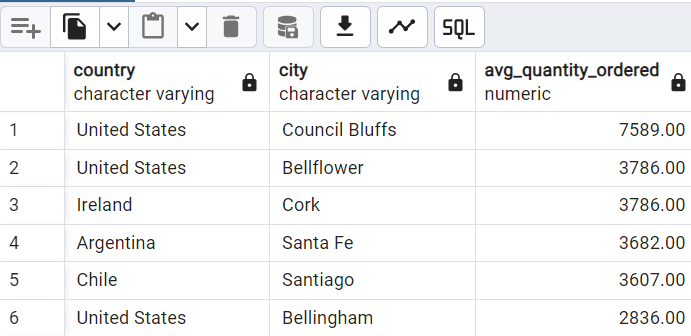 SQL
country city avg_quantity_ordered
character varying character varying numeric
1 United States Council Bluffs 7589.00
2 United States Bellflower 3786.00
3 Ireland Cork 3786.00
4 Argentina Santa Fe 3682.00
5 Chile Santiago 3607.00
6 United States Bellingham 2836.00